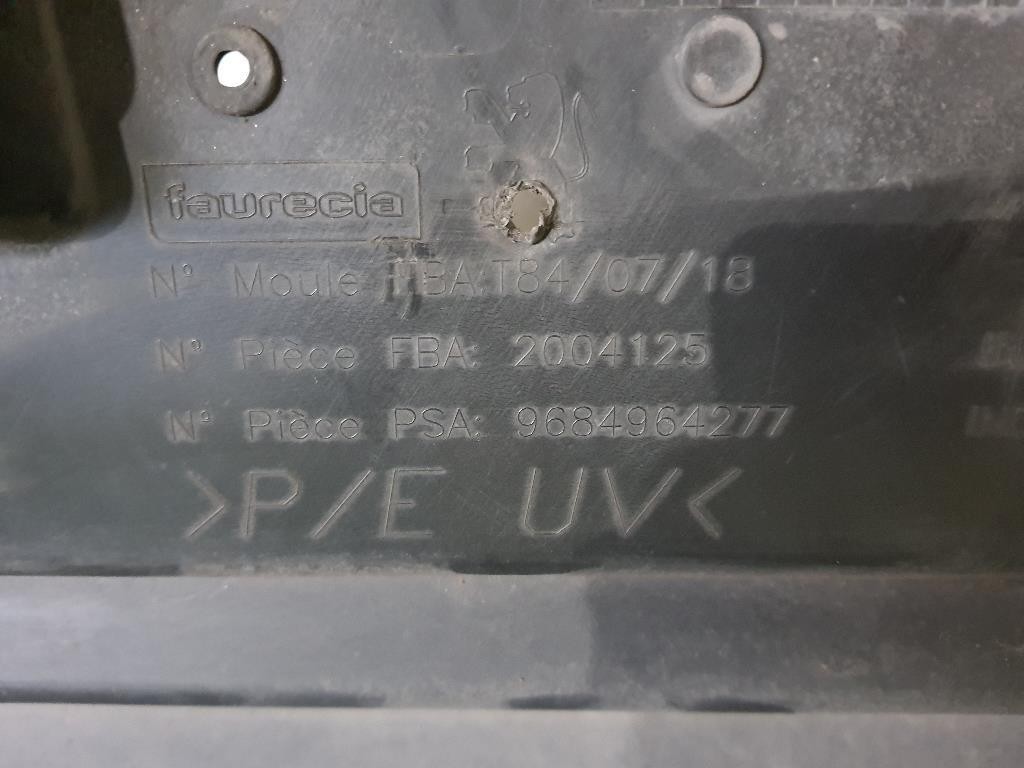 faurecia
N° Moule FBA:T84/07/18
N° Pièce FBA: 2004125
N° Pièce PSA: 9684964277
>P/E UV<